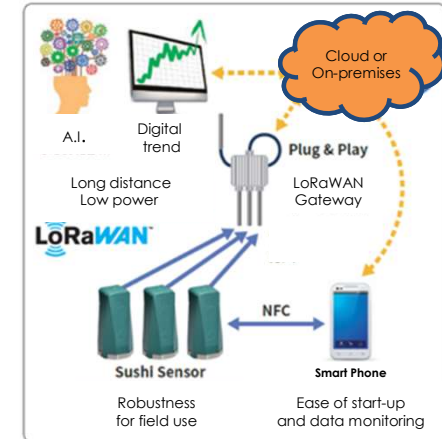 Cloud or
On-premises
A.I.
Digital
trend
Plug & Play
LoRaWAN
Gateway
Long distance
Low power
LoRaWAN™
NFC
Sushi Sensor
Smart Phone
Robustness
for field use
Ease of start-up
and data monitoring